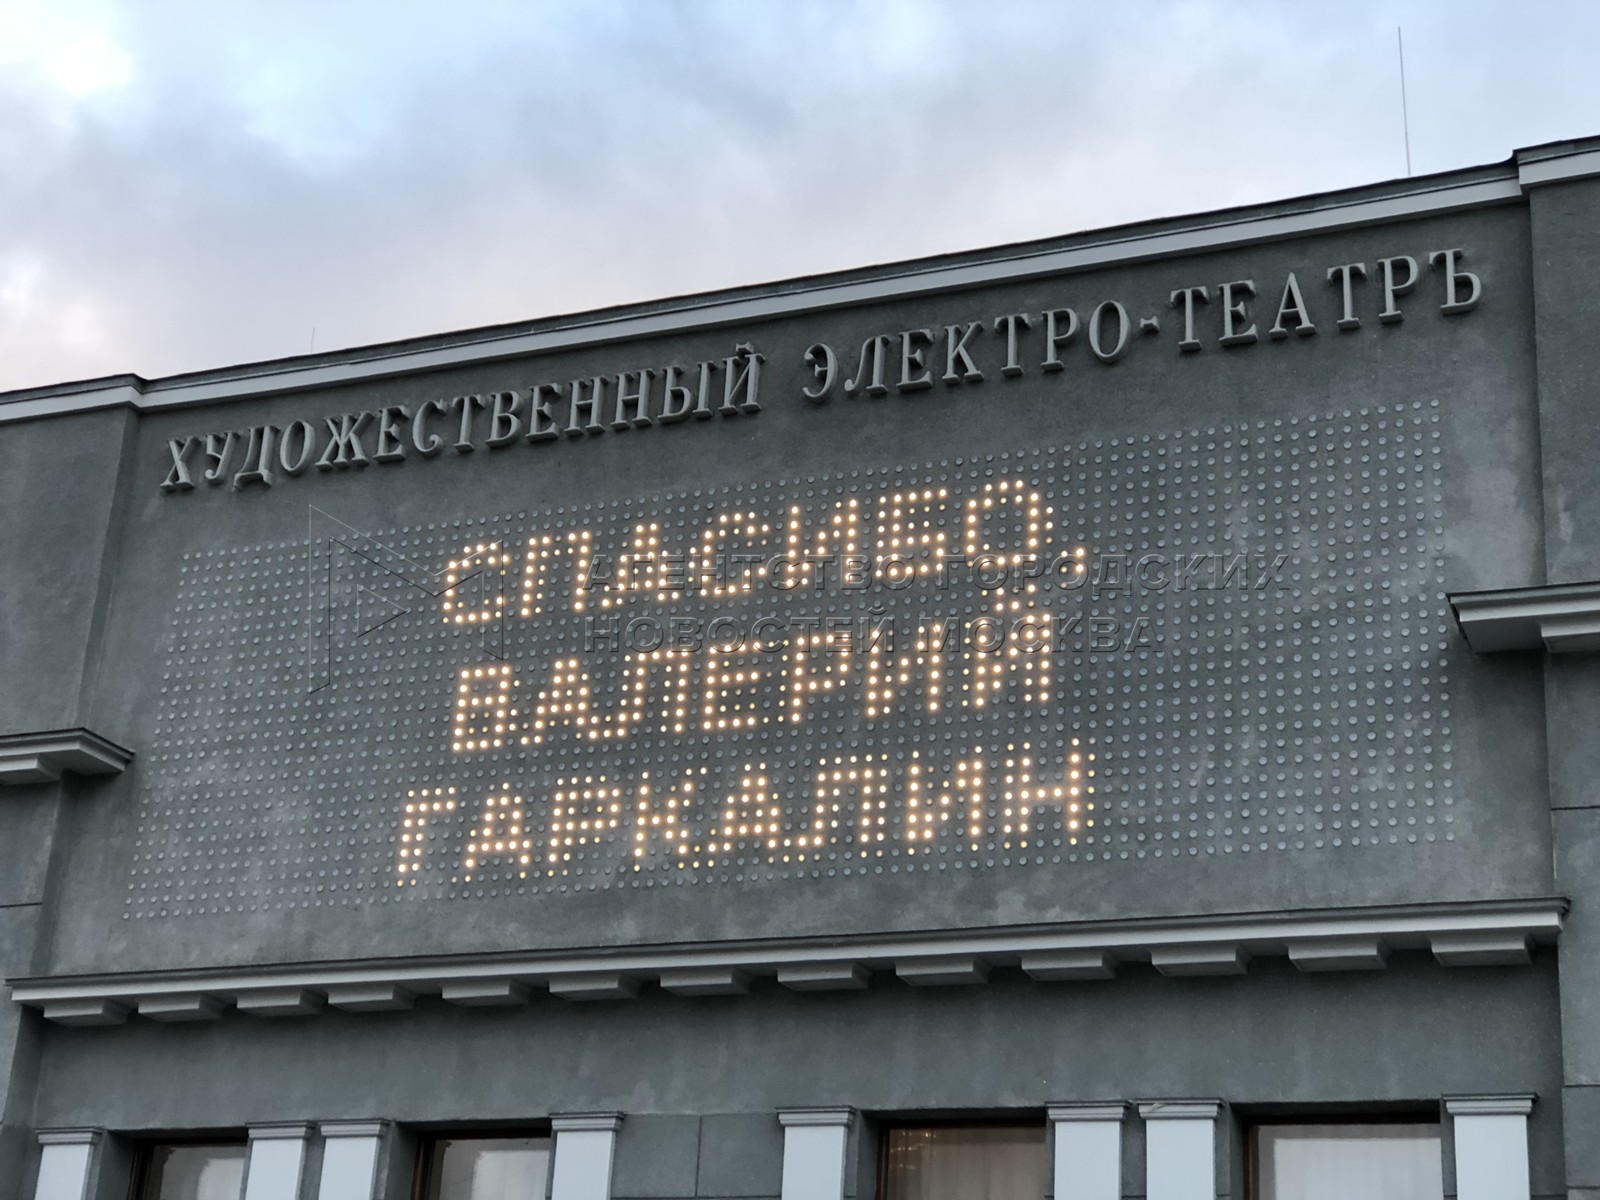 ХУДОЖЕСТВЕННЫЙ ЭЛЕКТРО-ТЕАТРЪ
СПАСИБО,
ВАЛЕРИЙ
ГАРКАЛИН
АГЕНТСТВО ГОРОДСКИХ
НОВОСТЕЙ МОСКВА